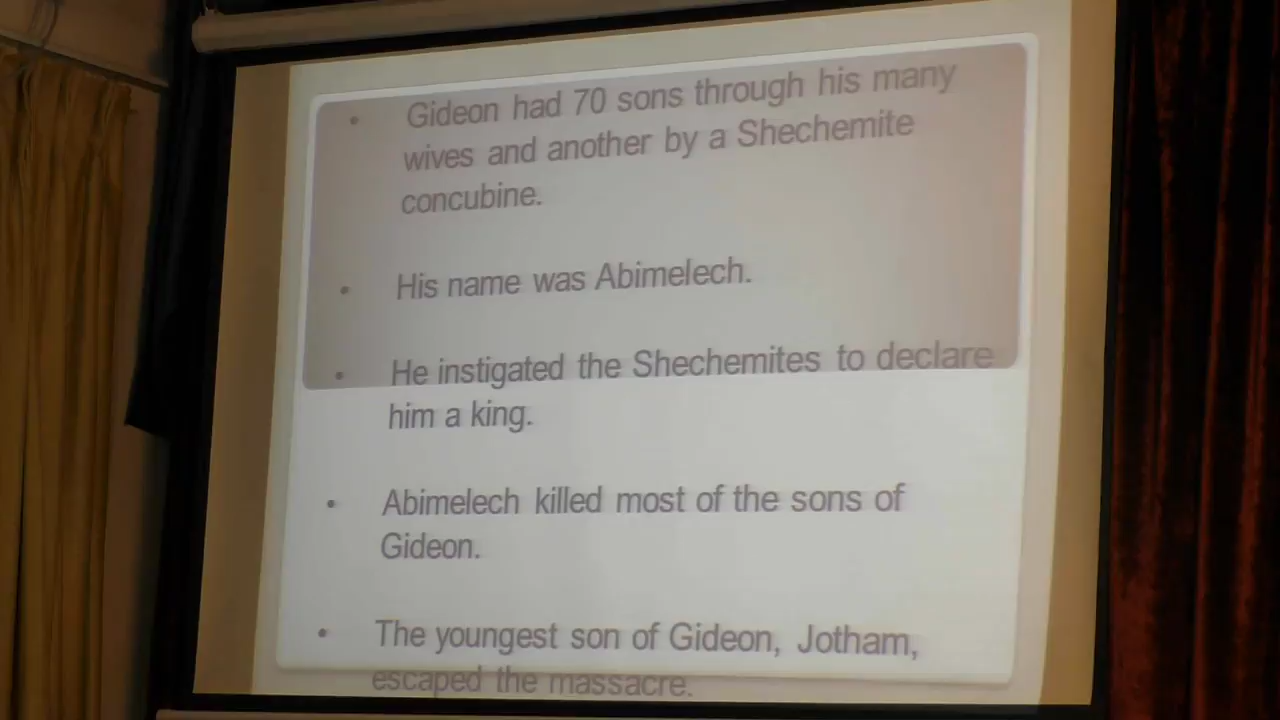 • Gideon had 70 sons through his many
wives and another by a Shechemite
concubine.
• His name was Abimelech.
• He instigated the Shechemites to declare
him a king.
• Abimelech killed most of the sons of
Gideon.
• The youngest son of Gideon, Jotham,
escaped the massacre.